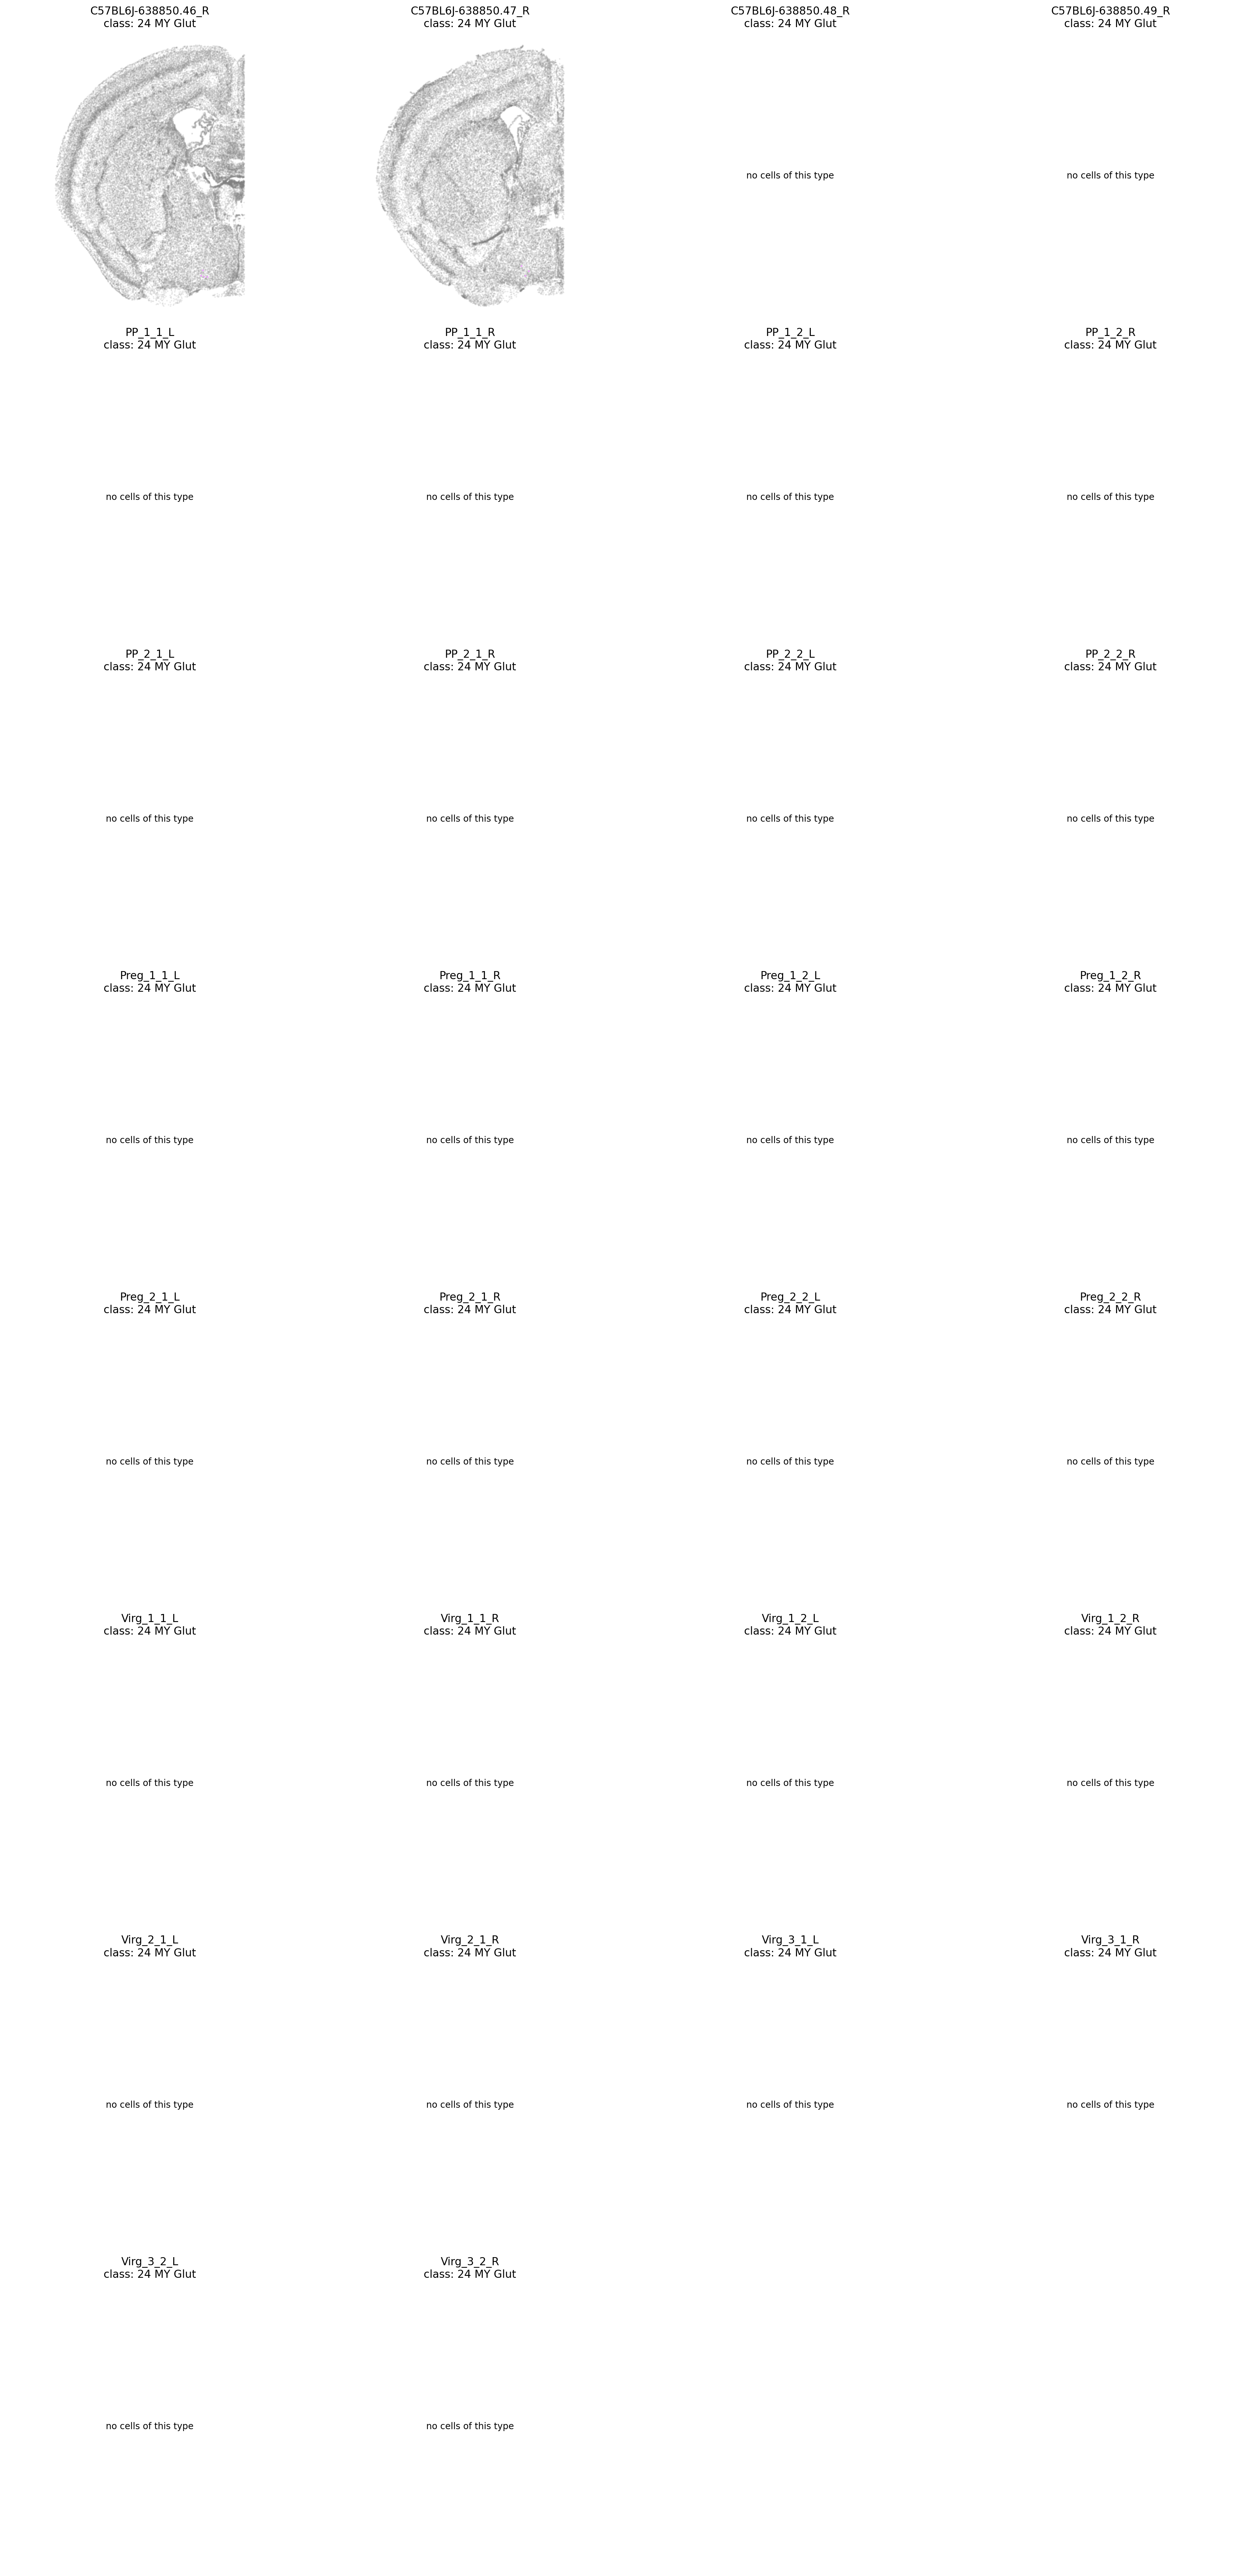 C57BL6J-638850.46_R
class: 24 MY Glut
C57BL6J-638850.47_R
class: 24 MY Glut
C57BL6J-638850.48_R
class: 24 MY Glut
no cells of this type
C57BL6J-638850.49_R
class: 24 MY Glut
no cells of this type
PP_1_1_L
class: 24 MY Glut
no cells of this type
PP_1_1_R
class: 24 MY Glut
no cells of this type
PP_1_2_L
class: 24 MY Glut
no cells of this type
PP_1_2_R
class: 24 MY Glut
no cells of this type
PP_2_1_L
class: 24 MY Glut
no cells of this type
PP_2_1_R
class: 24 MY Glut
no cells of this type
PP_2_2_L
class: 24 MY Glut
no cells of this type
PP_2_2_R
class: 24 MY Glut
no cells of this type
Preg_1_1_L
class: 24 MY Glut
no cells of this type
Preg_1_1_R
class: 24 MY Glut
no cells of this type
Preg_1_2_L
class: 24 MY Glut
no cells of this type
Preg_1_2_R
class: 24 MY Glut
no cells of this type
Preg_2_1_L
class: 24 MY Glut
no cells of this type
Preg_2_1_R
class: 24 MY Glut
no cells of this type
Preg_2_2_L
class: 24 MY Glut
no cells of this type
Preg_2_2_R
class: 24 MY Glut
no cells of this type
Virg_1_1_L
class: 24 MY Glut
no cells of this type
Virg_1_1_R
class: 24 MY Glut
no cells of this type
Virg_1_2_L
class: 24 MY Glut
no cells of this type
Virg_1_2_R
class: 24 MY Glut
no cells of this type
Virg_2_1_L
class: 24 MY Glut
no cells of this type
Virg_2_1_R
class: 24 MY Glut
no cells of this type
Virg_3_1_L
class: 24 MY Glut
no cells of this type
Virg_3_1_R
class: 24 MY Glut
no cells of this type
Virg_3_2_L
class: 24 MY Glut
no cells of this type
Virg_3_2_R
class: 24 MY Glut
no cells of this type